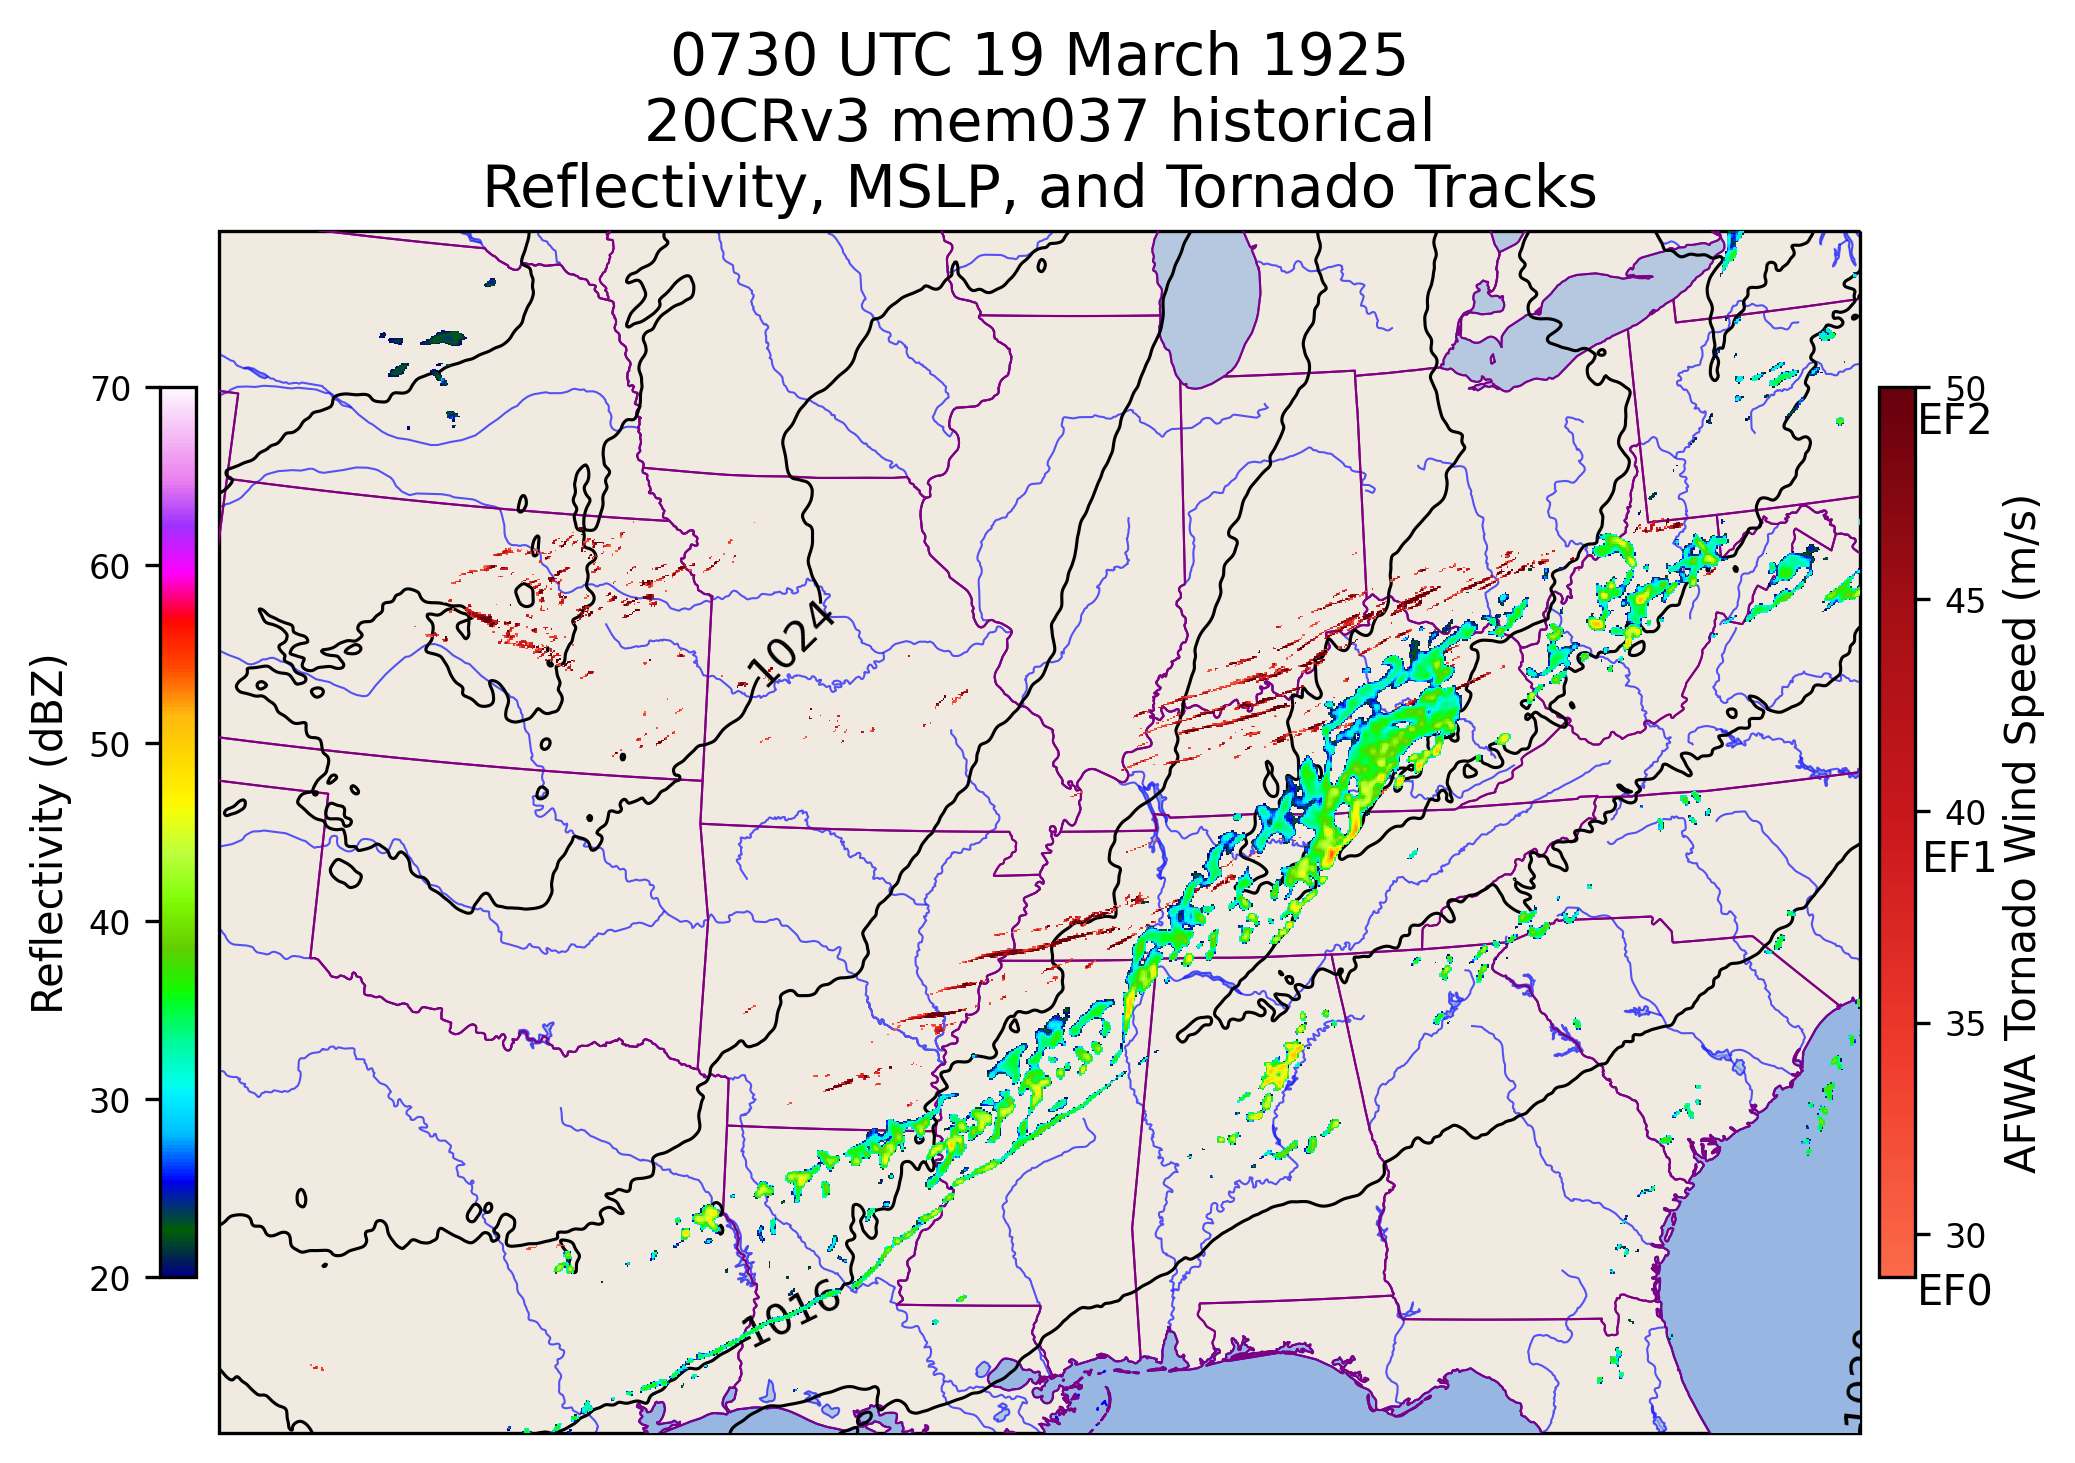 0730 UTC 19 March 1925
20CRv3 mem037 historical
Reflectivity, MSLP, and Tornado Tracks
Reflectivity (dBZ)
70
60
50
40
30
20
1024
1016
1020
50
EF2
45
40
EF1
35
30
EF0
AFWA Tornado Wind Speed (m/s)